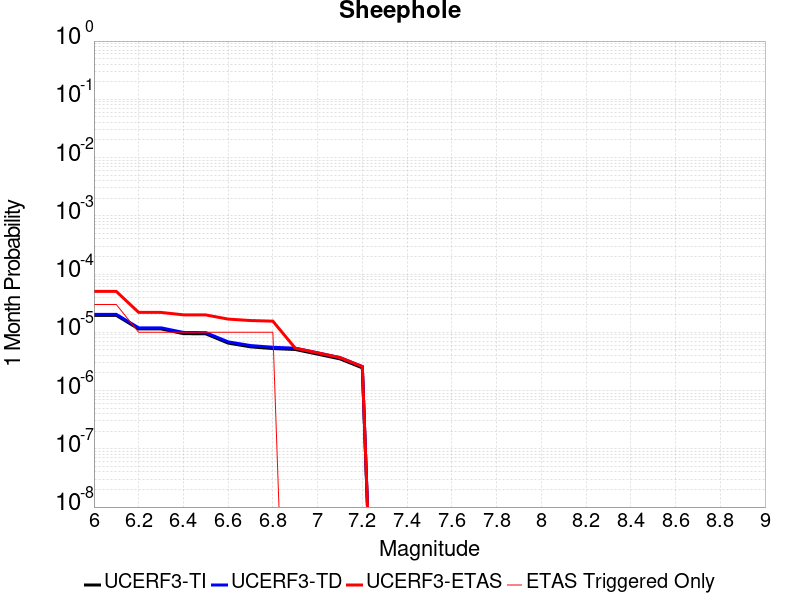 Sheephole
10 0
10 -1
10 -2
10 -3
10 -4
10 -5
10 -6
10 -7
10 -8
1 Month Probability
6 6.2 6.4 6.6 6.8 7 7.2 7.4 7.6 7.8 8 8.2 8.4 8.6 8.8 9
Magnitude
UCERF3-TI UCERF3-TD UCERF3-ETAS ETAS Triggered Only